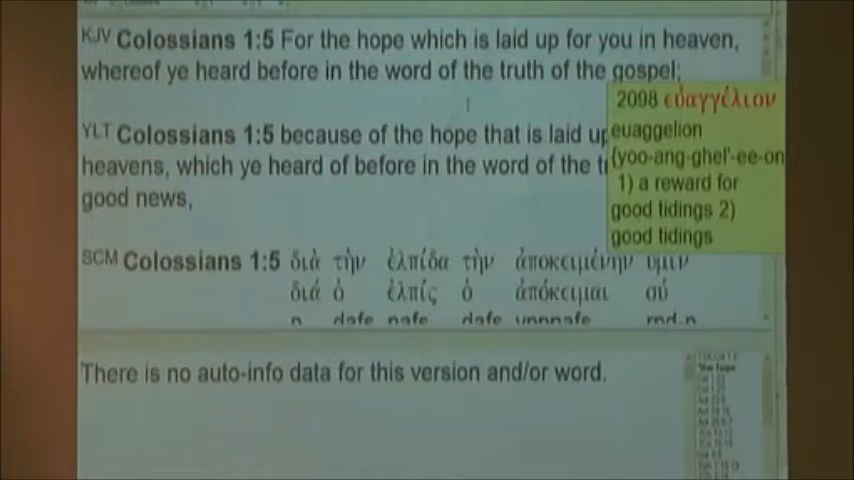 KJV Colossians 1:5 For the hope which is laid up for you in heaven,
whereof ye heard before in the word of the truth of the gospel;
2098 εὐαγγέλιον
YLT Colossians 1:5 because of the hope that is laid up
euaggelion
heavens, which ye heard of before in the word of the
(yoo-ang-ghel'-ee-on
1) a reward for
good news,
good tidings 2)
good tidings
SCM Colossians 1:5 διὰ τὴν ἐλπίδα τὴν ἀποκειμένην ὑμῖν
διά ὁ ἐλπίς ὁ ἀπόκειμαι σύ
There is no auto-info data for this version and/or word.